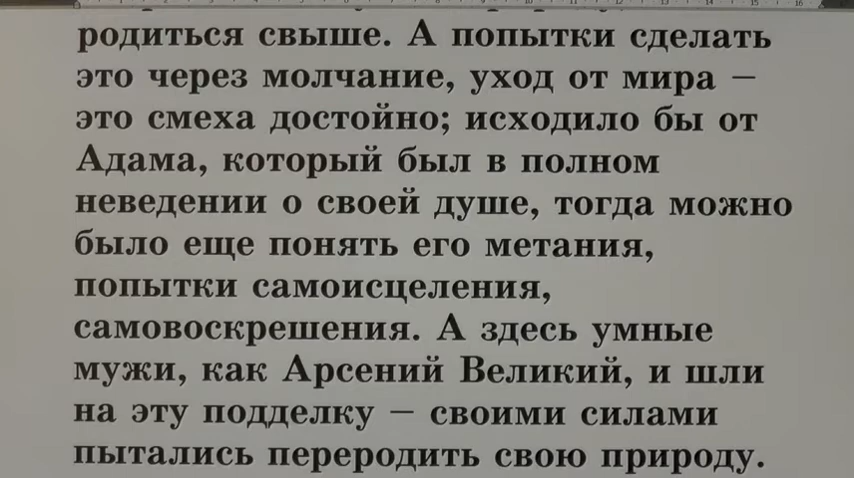 родиться свыше. А попытки сделать
это через молчание, уход от мира –
это смеха достойно; исходило бы от
Адама, который был в полном
неведении о своей душе, тогда можно
было еще понять его метания,
попытки самоисцеления,
самовоскрешения. А здесь умные
мужи, как Арсений Великий, и шли
на эту подделку – своими силами
пытались переродить свою природу.